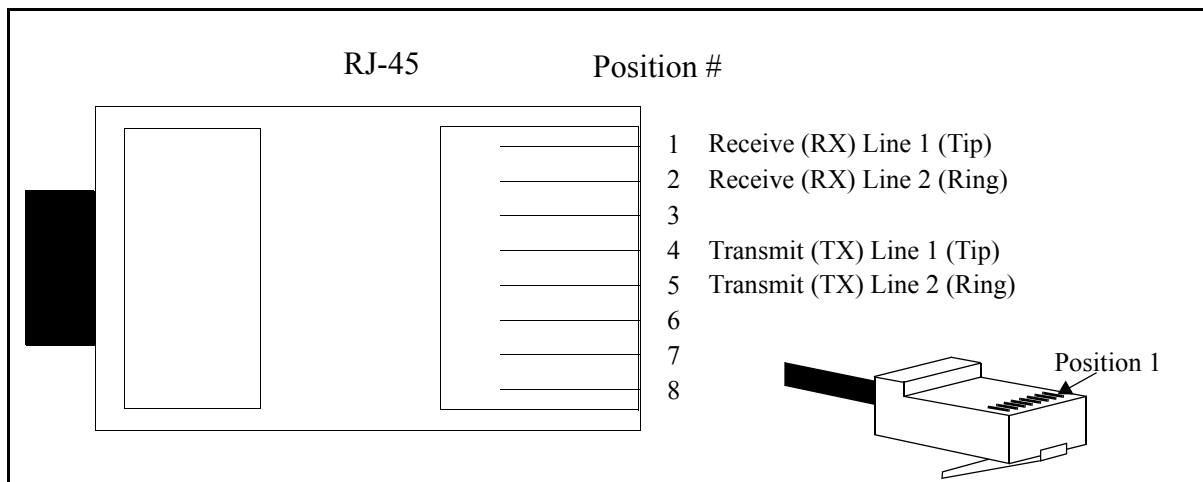 RJ-45 Position #
1 Receive (RX) Line 1 (Tip)
2 Receive (RX) Line 2 (Ring)
3
4 Transmit (TX) Line 1 (Tip)
5 Transmit (TX) Line 2 (Ring)
6
7
8
Position 1